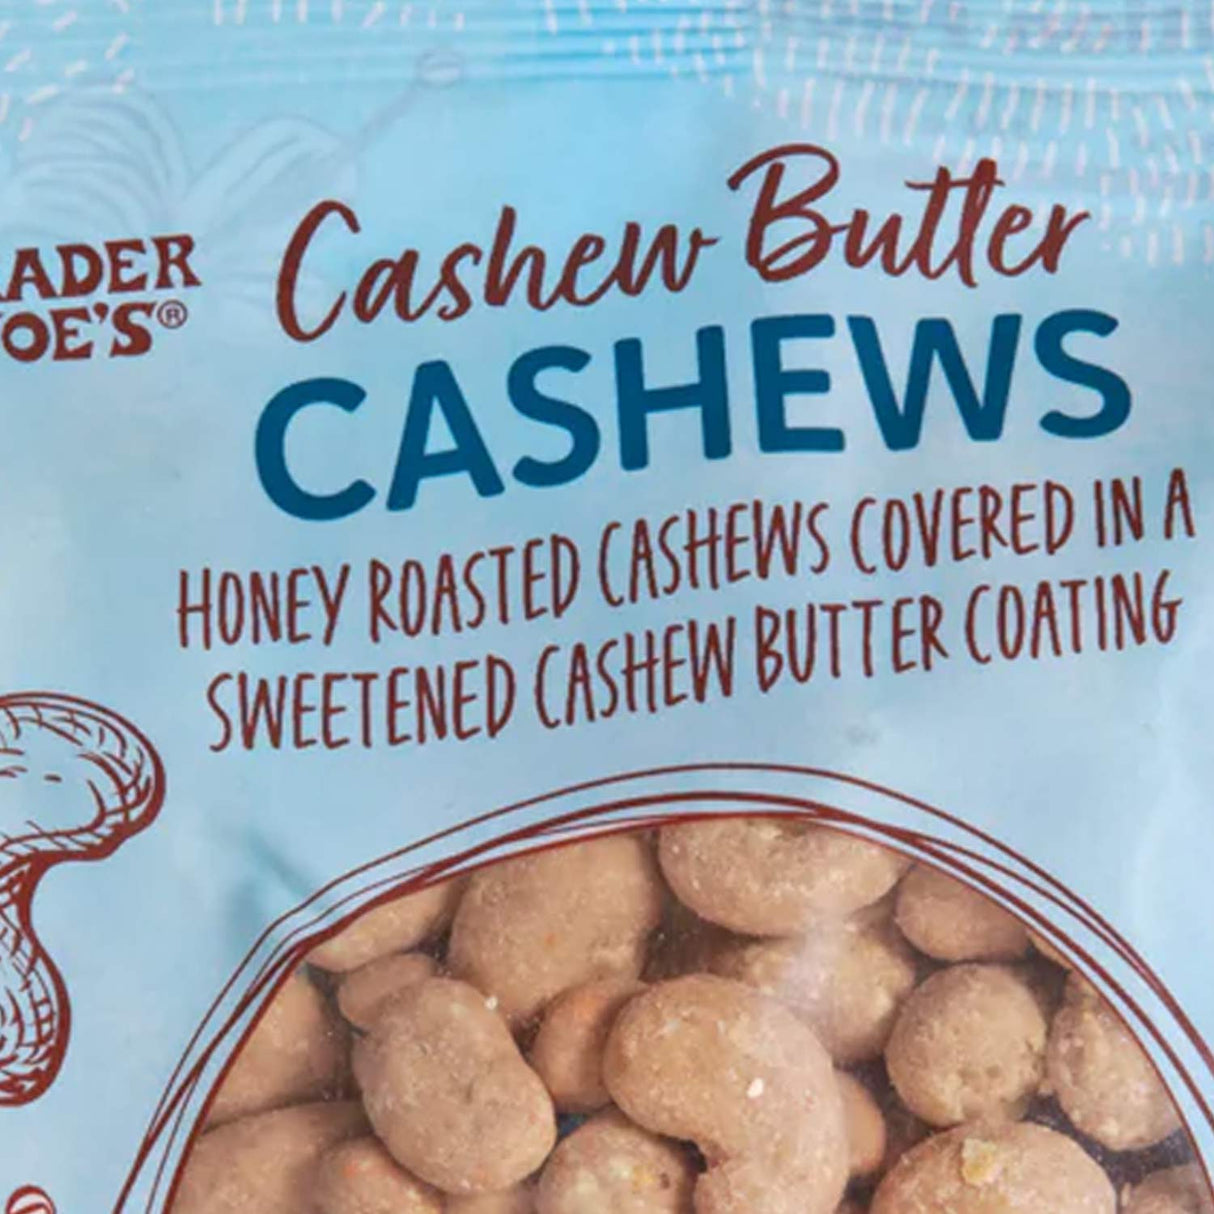 ADER
OE'S®
Cashew Butter
CASHEWS
HONEY ROASTED CASHEWS COVERED IN A
SWEETENED CASHEW BUTTER COATING